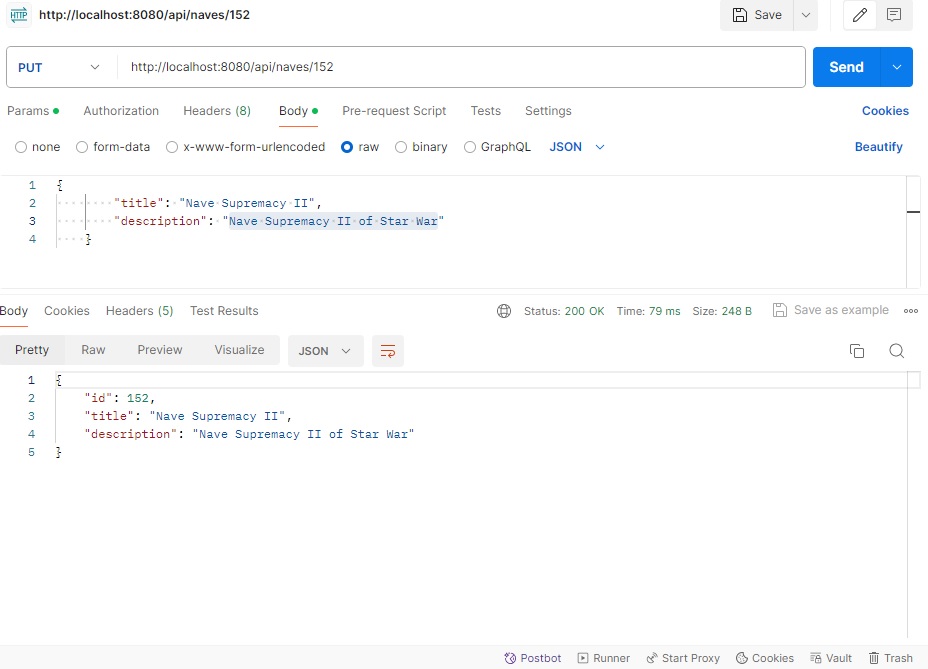 HTTP http://localhost:8080/api/naves/152 Save
PUT http://localhost:8080/api/naves/152 Send
Params Authorization Headers (8) Body Pre-request Script Tests Settings Cookies
none form-data x-www-form-urlencoded raw binary GraphQL JSON Beautify
1 {
2 "title": "Nave Supremacy II",
3 "description": "Nave Supremacy II of Star War"
4 }
Body Cookies Headers (5) Test Results Status: 200 OK Time: 79 ms Size: 248 B Save as example
Pretty Raw Preview Visualize JSON
1 {
2 "id": 152,
3 "title": "Nave Supremacy II",
4 "description": "Nave Supremacy II of Star War"
5 }
Postbot Runner Start Proxy Cookies Vault Trash